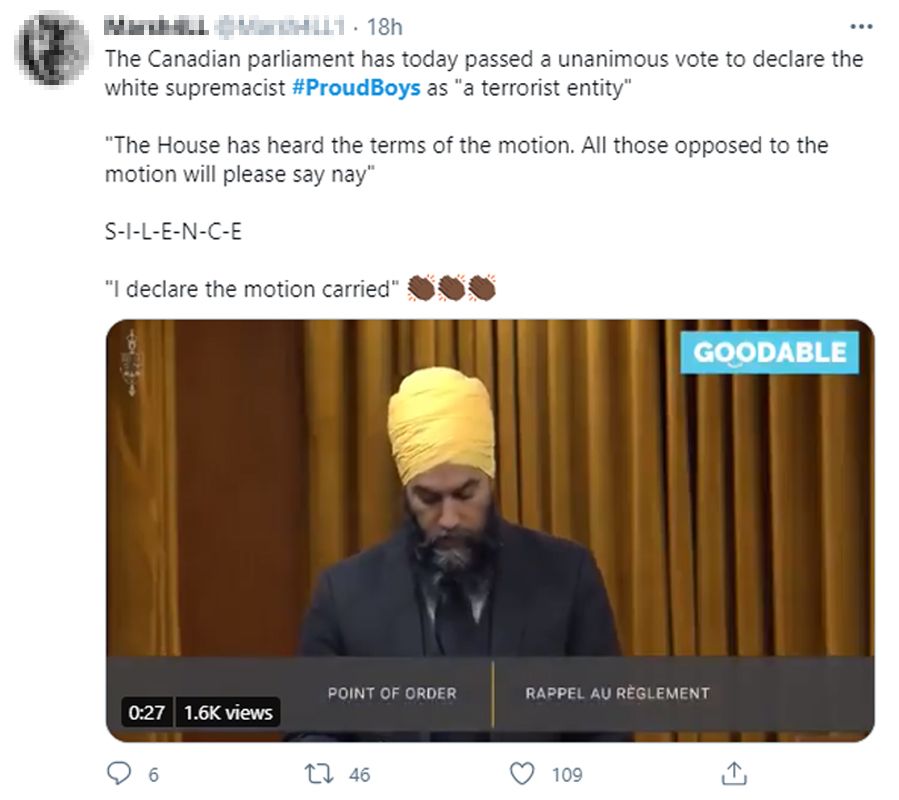 18h
The Canadian parliament has today passed a unanimous vote to declare the
white supremacist #ProudBoys as "a terrorist entity"
"The House has heard the terms of the motion. All those opposed to the
motion will please say nay"
S-I-L-E-N-C-E
"I declare the motion carried" 👏🏾👏🏾👏🏾
GOODABLE
POINT OF ORDER RAPPEL AU RÈGLEMENT
0:27 1.6K views
6 46 109